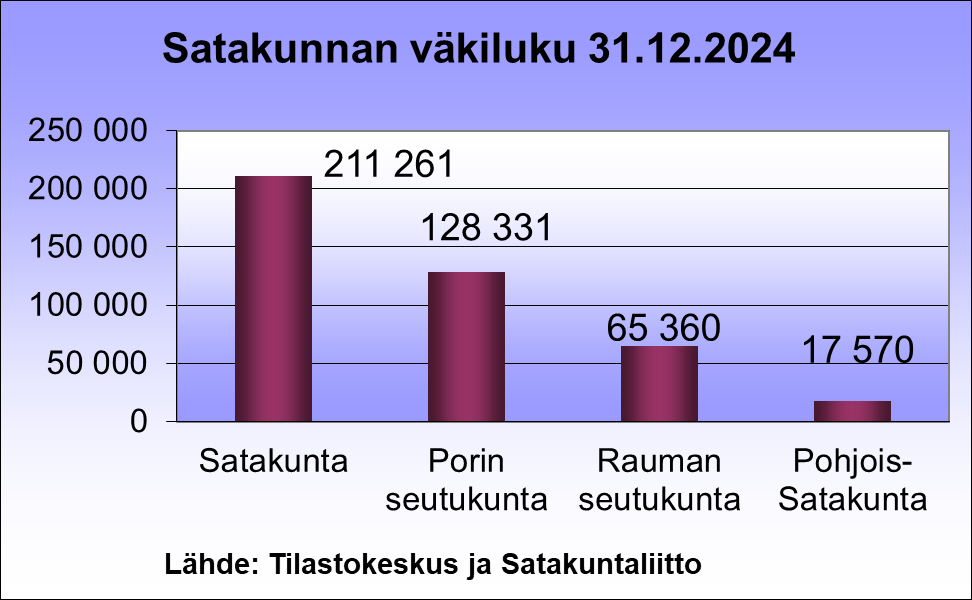 Satakunnan väkiluku 31.12.2024
250 000
200 000
150 000
100 000
50 000
0
211 261
128 331
65 360
17 570
Satakunta
Porin
seutukunta
Rauman
seutukunta
Pohjois-
Satakunta
Lähde: Tilastokeskus ja Satakuntaliitto